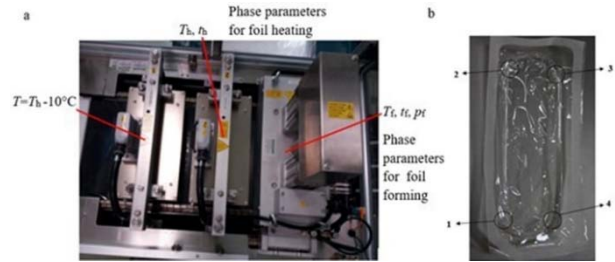 a
Phase parameters
for foil heating
Th, th
T=Th -10°C
Tf, tf, pf
Phase
parameters
for foil
forming
b
2
3
1
4